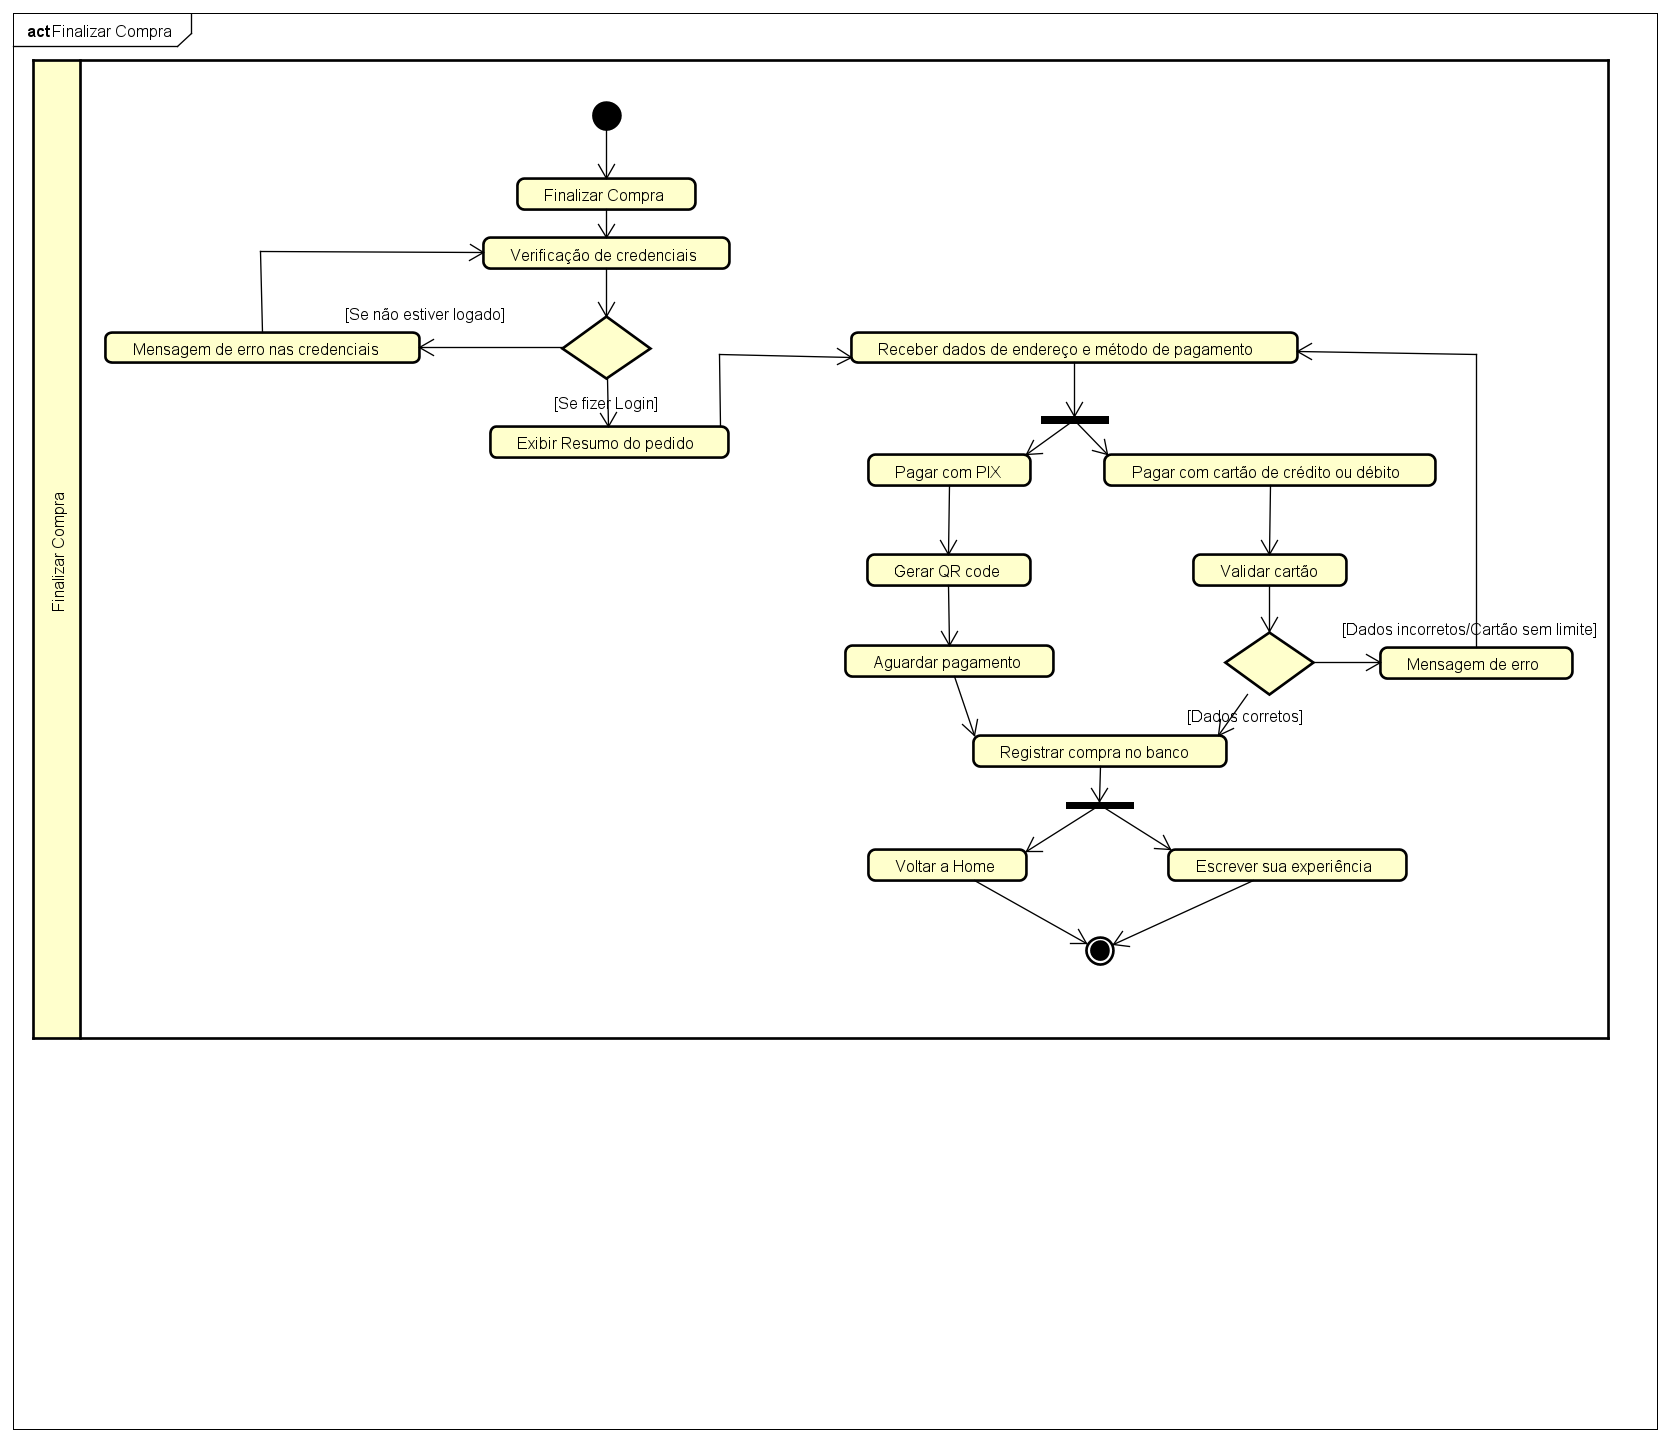 act Finalizar Compra
Finalizar Compra
Finalizar Compra
Verificação de credenciais
[Se não estiver logado]
Mensagem de erro nas credenciais
[Se fizer Login]
Exibir Resumo do pedido
Receber dados de endereço e método de pagamento
Pagar com PIX
Pagar com cartão de crédito ou débito
Gerar QR code
Validar cartão
[Dados incorretos/Cartão sem limite]
Aguardar pagamento
Mensagem de erro
[Dados corretos]
Registrar compra no banco
Voltar a Home
Escrever sua experiência